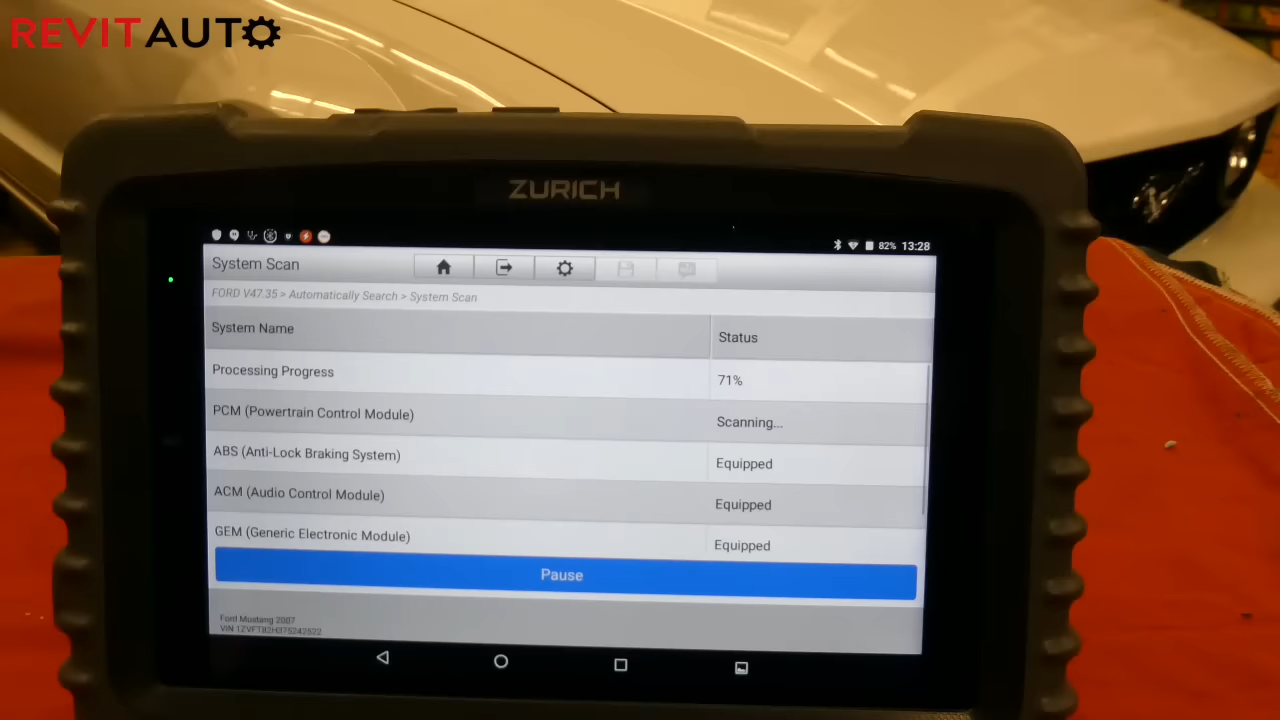 REVITAUTO
ZURICH
82% 13:28
System Scan
FORD V47.35 > Automatically Search > System Scan
System Name Status
Processing Progress 71%
PCM (Powertrain Control Module) Scanning...
ABS (Anti-Lock Braking System) Equipped
ACM (Audio Control Module) Equipped
GEM (Generic Electronic Module) Equipped
Pause
Ford Mustang 2007
VIN 1ZVFT82H375242522